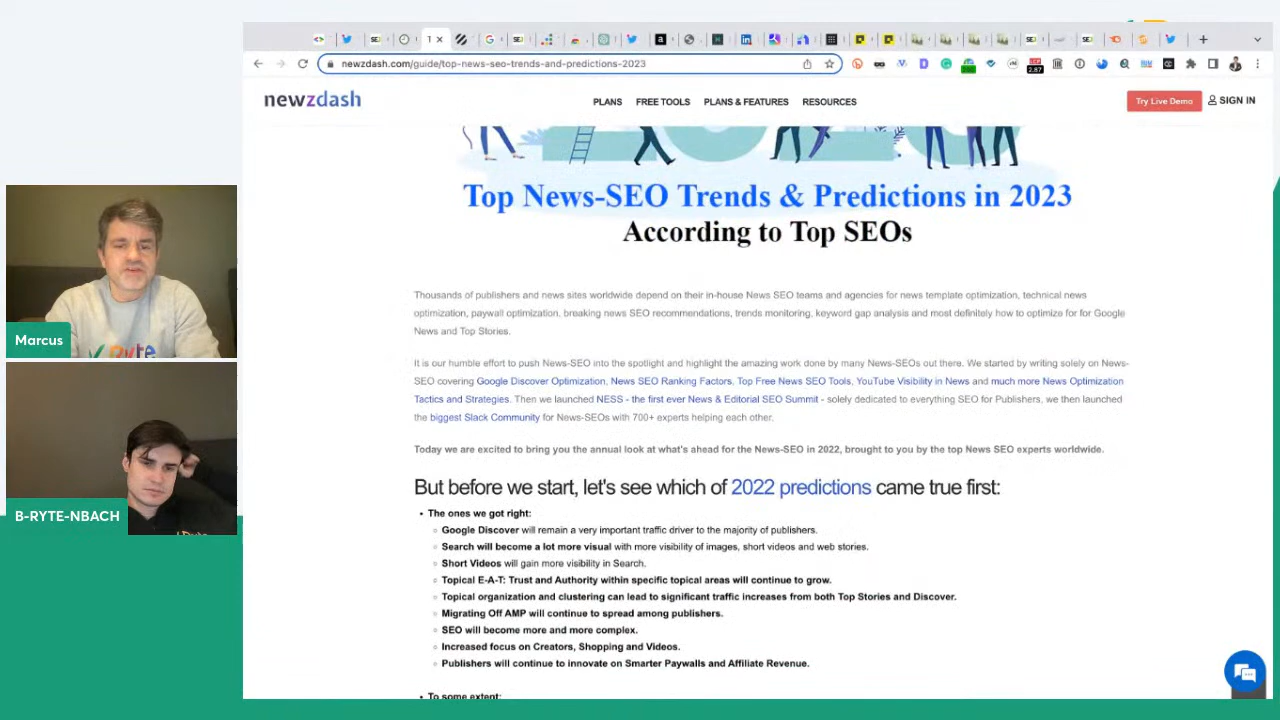 newzdash.com/guide/top-news-seo-trends-and-predictions-2023
newzdash
PLANS
FREE TOOLS
PLANS & FEATURES
RESOURCES
Try Live Demo
SIGN IN
Top News-SEO Trends & Predictions in 2023
According to Top SEOs
Thousands of publishers and news sites worldwide depend on their in-house News SEO teams and agencies for news template optimization, technical news
optimization, paywall optimization, breaking news SEO recommendations, trends monitoring, keyword gap analysis and most definitely how to optimize for for Google
News and Top Stories.
It is our humble effort to push News-SEO into the spotlight and highlight the amazing work done by many News-SEOs out there. We started by writing solely on News-
SEO covering Google Discover Optimization, News SEO Ranking Factors, Top Free News SEO Tools, YouTube Visibility in News and much more News Optimization
Tactics and Strategies. Then we launched NESS - the first ever News & Editorial SEO Summit - solely dedicated to everything SEO for Publishers, we then launched
the biggest Slack Community for News-SEOs with 700+ experts helping each other.
Today we are excited to bring you the annual look at what's ahead for the News-SEO in 2022, brought to you by the top News SEO experts worldwide.
But before we start, let's see which of 2022 predictions came true first:
• The ones we got right:
Google Discover will remain a very important traffic driver to the majority of publishers.
Search will become a lot more visual with more visibility of images, short videos and web stories.
Short Videos will gain more visibility in Search.
Topical E-A-T: Trust and Authority within specific topical areas will continue to grow.
Topical organization and clustering can lead to significant traffic increases from both Top Stories and Discover.
Migrating Off AMP will continue to spread among publishers.
SEO will become more and more complex.
Increased focus on Creators, Shopping and Videos.
Publishers will continue to innovate on Smarter Paywalls and Affiliate Revenue.
• To some extent:
Marcus
Ryte
B-RYTE-NBACH